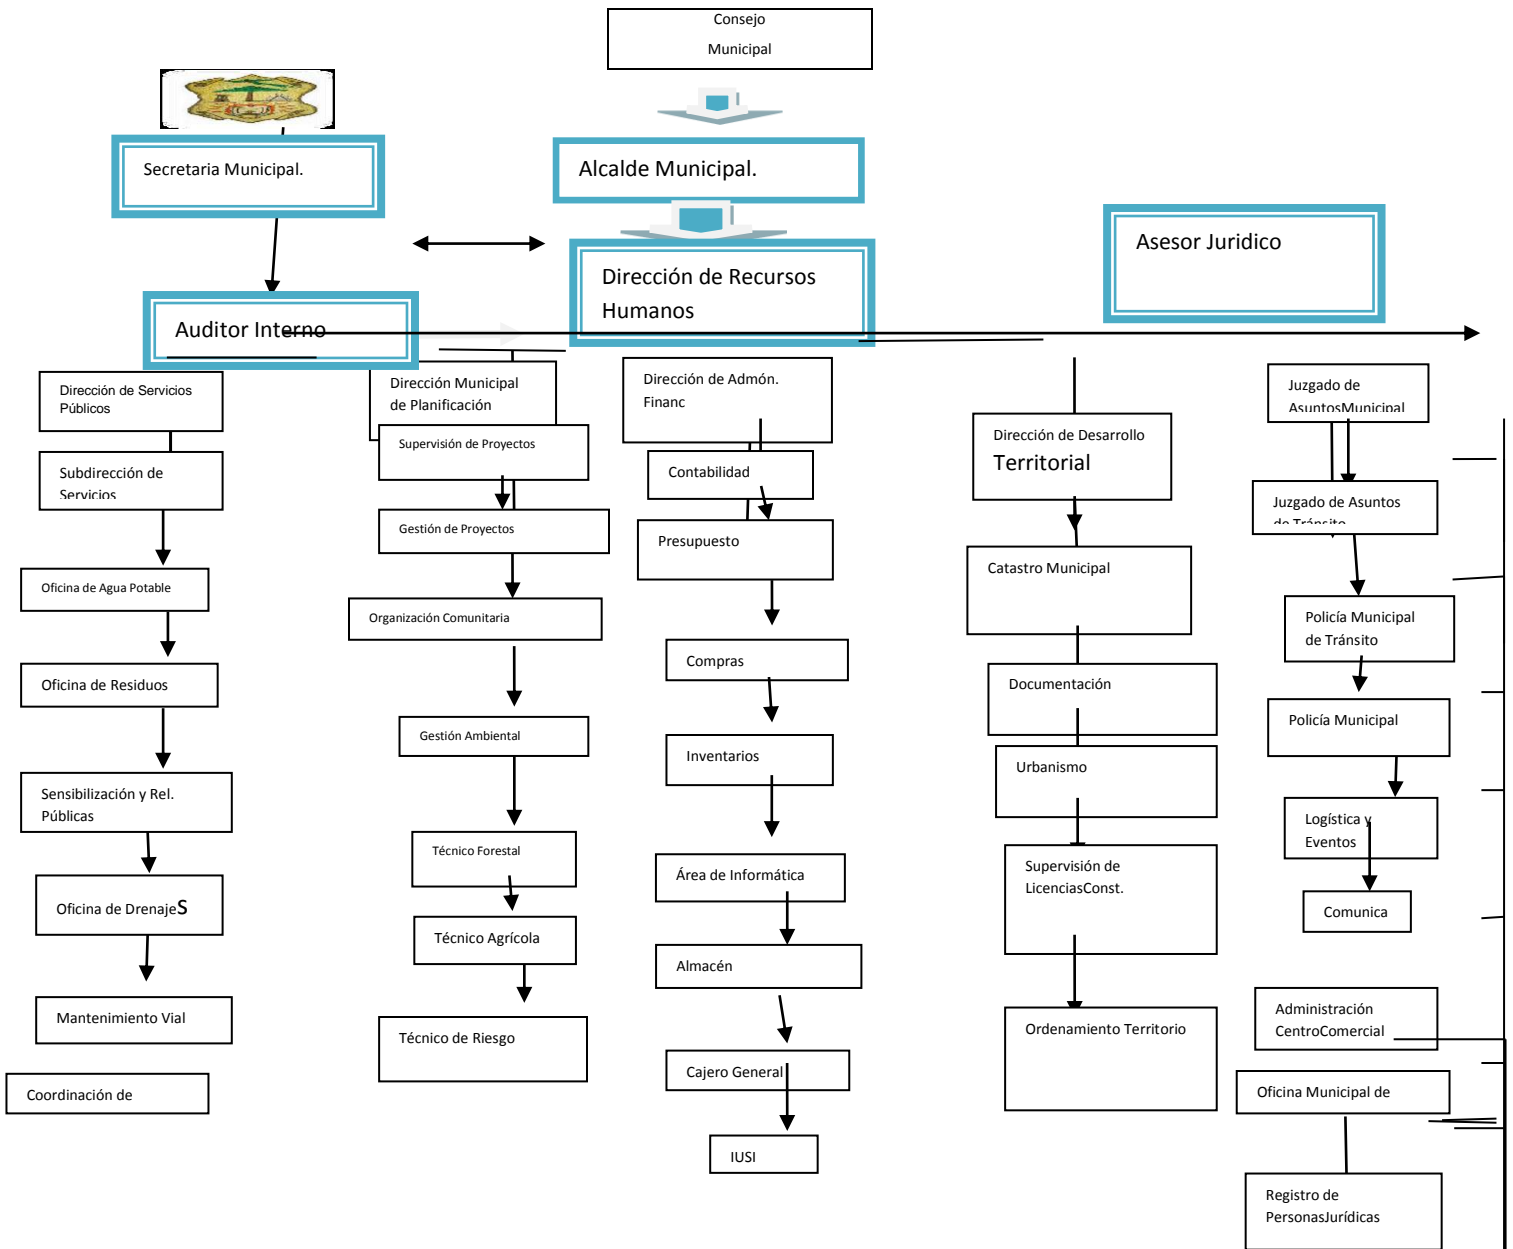 Consejo
Municipal
Secretaria Municipal.
Alcalde Municipal.
Asesor Juridico
Dirección de Recursos
Humanos
Auditor Interno
Dirección de Servicios
Públicos
Subdirección de
Servicios
Oficina de Agua Potable
Oficina de Residuos
Sensibilización y Rel.
Públicas
Oficina de DrenajeS
Mantenimiento Vial
Coordinación de
Dirección Municipal
de Planificación
Supervisión de Proyectos
Gestión de Proyectos
Organización Comunitaria
Gestión Ambiental
Técnico Forestal
Técnico Agrícola
Técnico de Riesgo
Dirección de Admón.
Financ
Contabilidad
Presupuesto
Compras
Inventarios
Área de Informática
Almacén
Cajero General
IUSI
Dirección de Desarrollo
Territorial
Catastro Municipal
Documentación
Urbanismo
Supervisión de
LicenciasConst.
Ordenamiento Territorio
Juzgado de
AsuntosMunicipal
Juzgado de Asuntos
de Tránsito
Policía Municipal
de Tránsito
Policía Municipal
Logística y
Eventos
Comunica
Administración
CentroComercial
Oficina Municipal de
Registro de
PersonasJurídicas